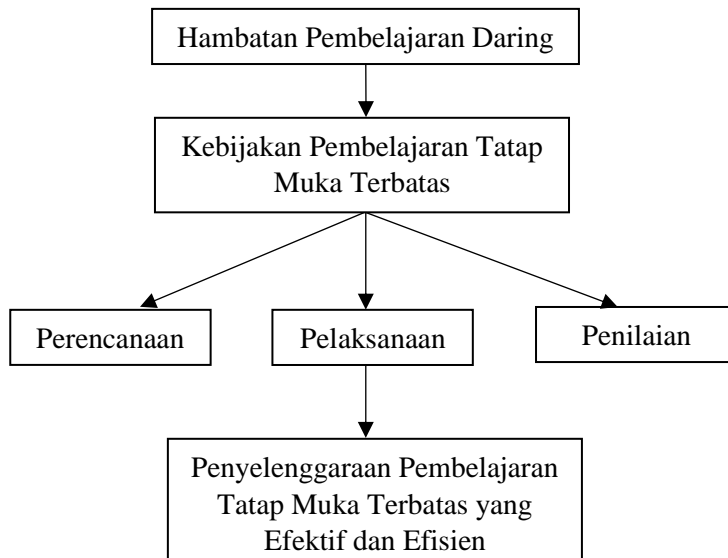 Hambatan Pembelajaran Daring
Kebijakan Pembelajaran Tatap
Muka Terbatas
Perencanaan
Pelaksanaan
Penilaian
Penyelenggaraan Pembelajaran
Tatap Muka Terbatas yang
Efektif dan Efisien